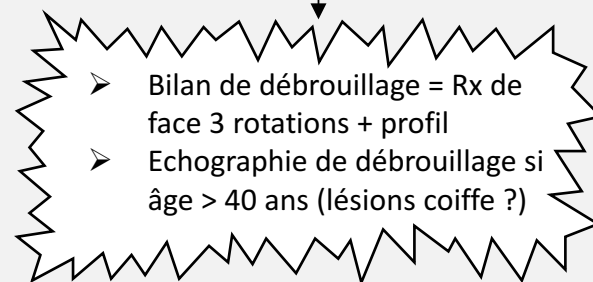 ➢ Bilan de débrouillage = Rx de
face 3 rotations + profil
➢ Echographie de débrouillage si
âge > 40 ans (lésions coiffe ?)